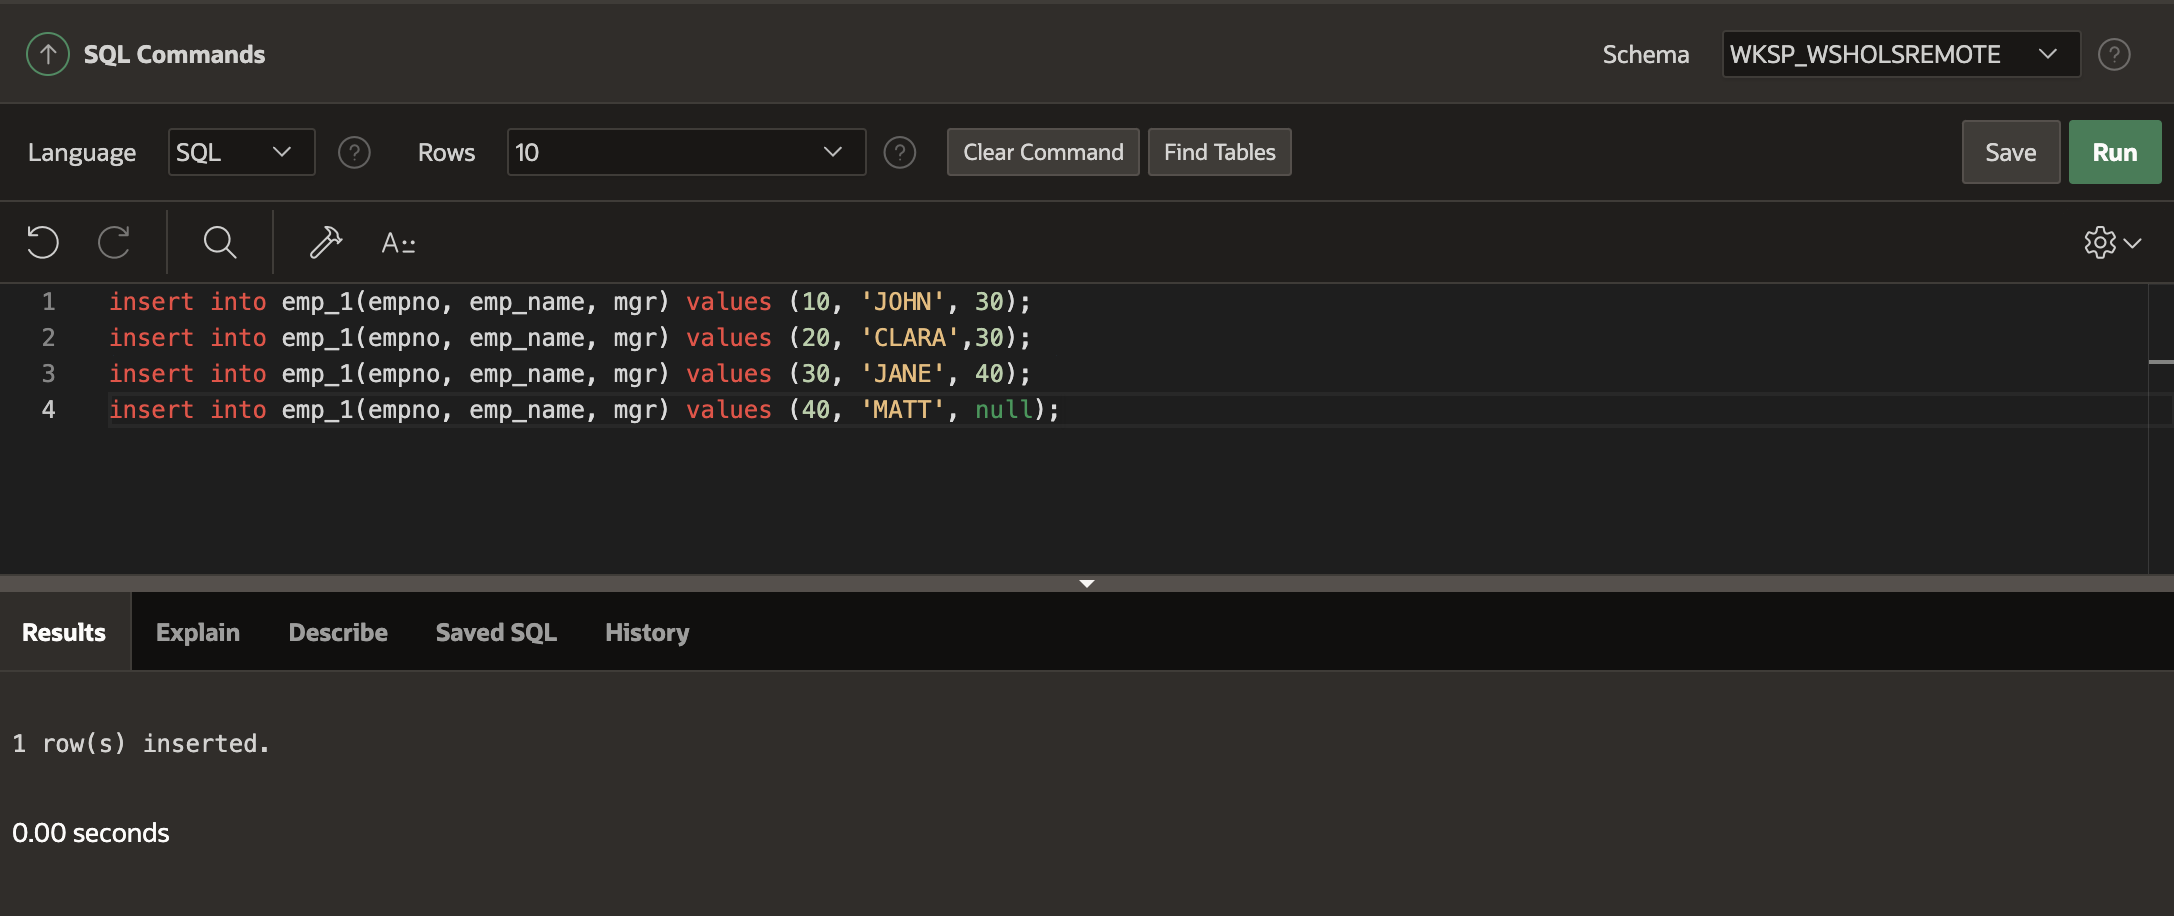 SQL Commands
Schema WKSP_WSHOLSREMOTE ?
Language SQL ? Rows 10 ? Clear Command Find Tables Save Run
A::
1 insert into emp_1(empno, emp_name, mgr) values (10, 'JOHN', 30);
2 insert into emp_1(empno, emp_name, mgr) values (20, 'CLARA',30);
3 insert into emp_1(empno, emp_name, mgr) values (30, 'JANE', 40);
4 insert into emp_1(empno, emp_name, mgr) values (40, 'MATT', null);
Results Explain Describe Saved SQL History
1 row(s) inserted.
0.00 seconds